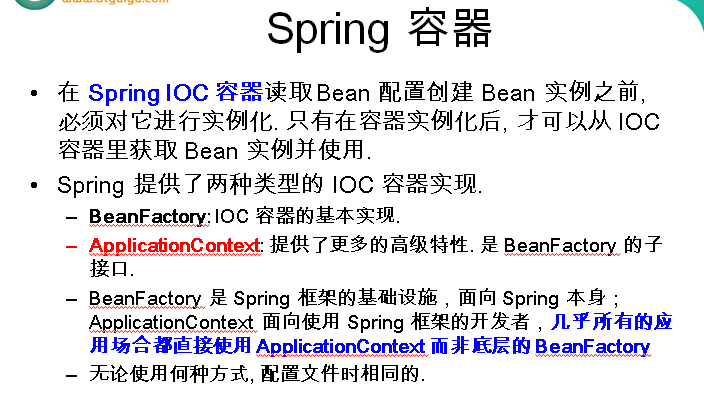 www.atguigu.com
Spring 容器
• 在 Spring IOC 容器读取 Bean 配置创建 Bean 实例之前,
必须对它进行实例化. 只有在容器实例化后, 才可以从 IOC
容器里获取 Bean 实例并使用.
• Spring 提供了两种类型的 IOC 容器实现.
– BeanFactory: IOC 容器的基本实现.
– ApplicationContext: 提供了更多的高级特性. 是 BeanFactory 的子
接口.
– BeanFactory 是 Spring 框架的基础设施，面向 Spring 本身；
ApplicationContext 面向使用 Spring 框架的开发者，几乎所有的应
用场合都直接使用 ApplicationContext 而非底层的 BeanFactory
– 无论使用何种方式, 配置文件时相同的.